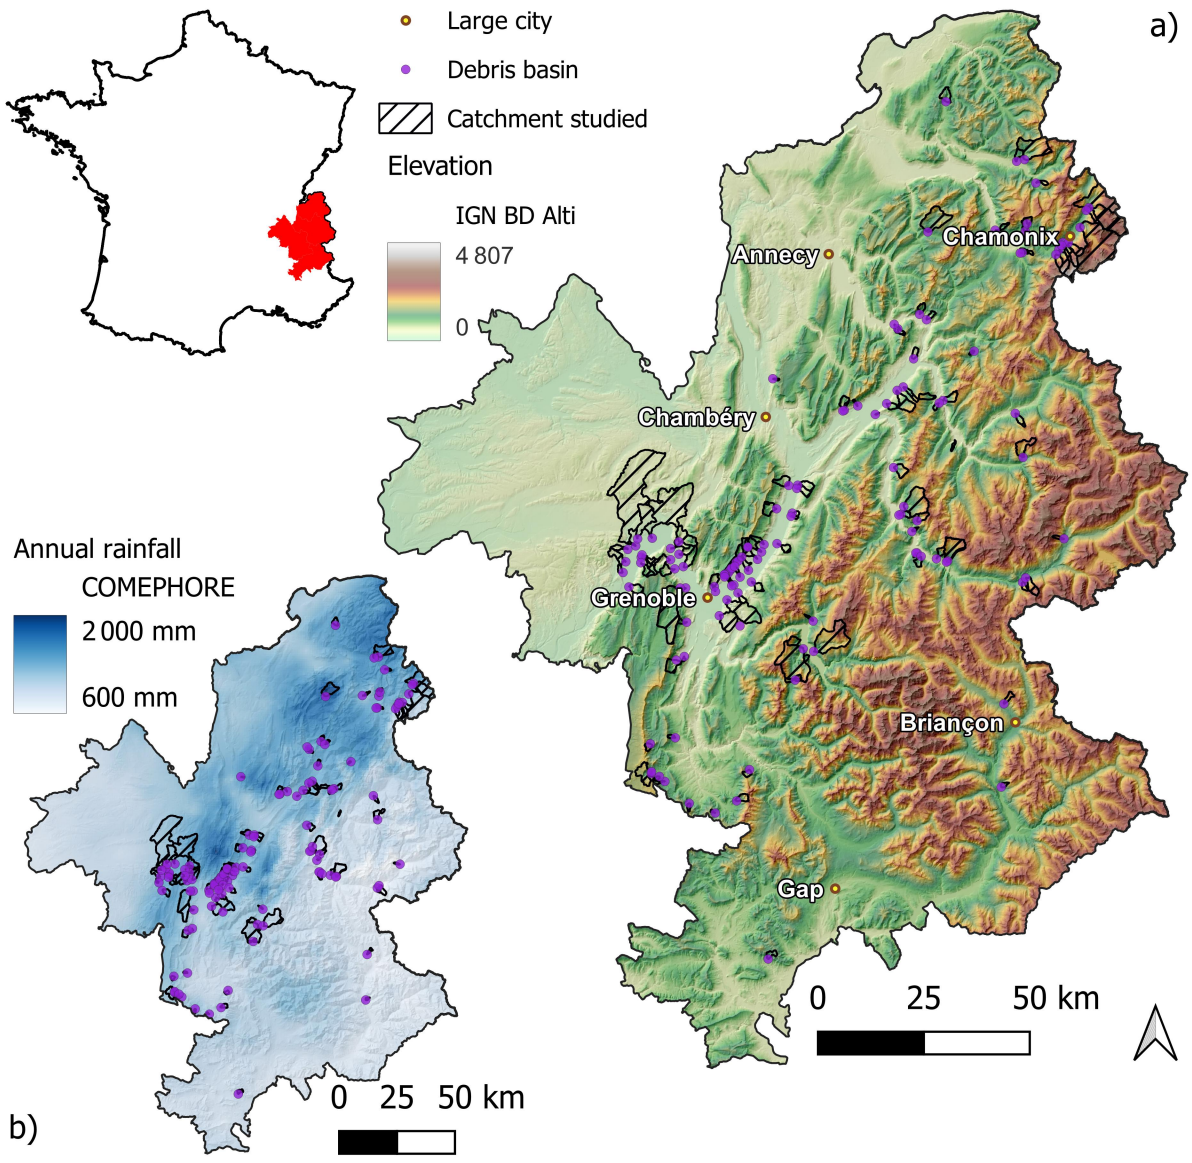 Large city
Debris basin
Catchment studied
Elevation
IGN BD Alti
4 807
0
a)
Chamonix
Annecy
Chambéry
Grenoble
Briançon
Gap
0 25 50 km
Annual rainfall
COMEPHORE
2 000 mm
600 mm
0 25 50 km
b)